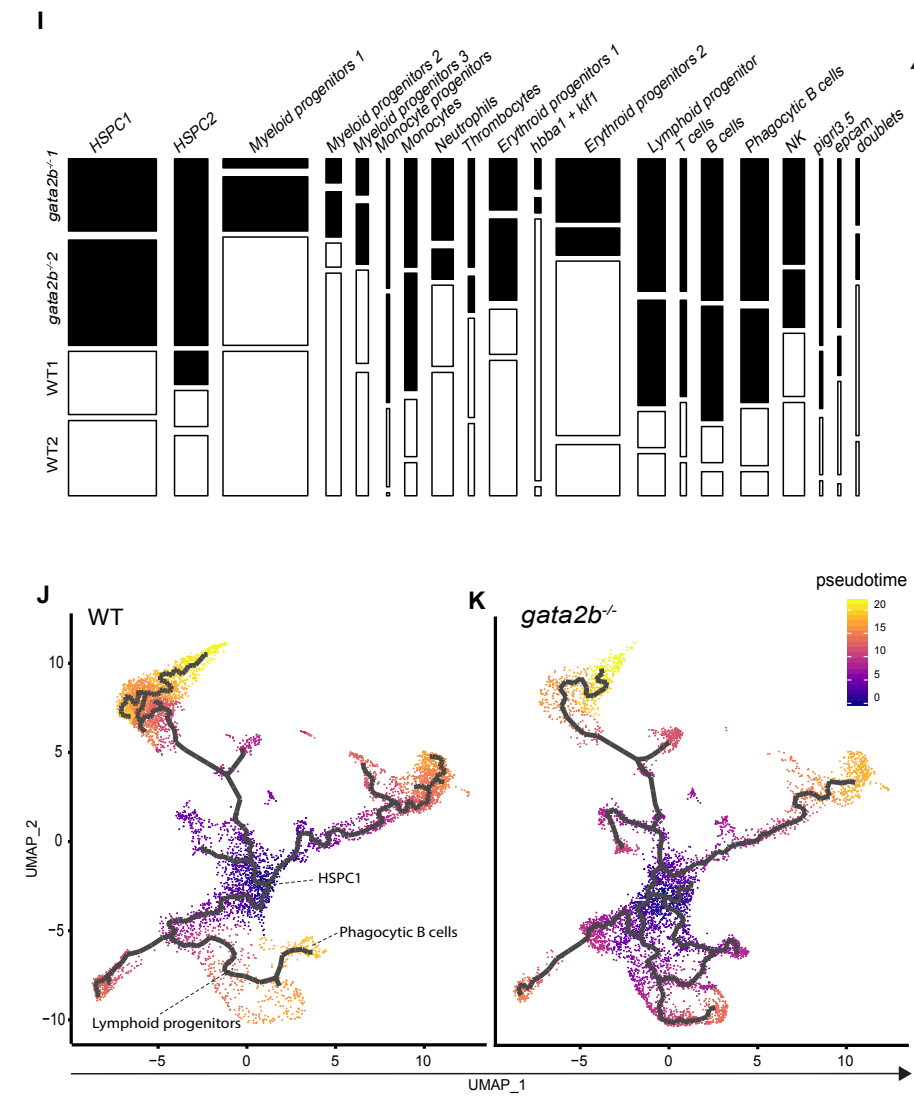 I
HSPC1
HSPC2
Myeloid progenitors 1
Myeloid progenitors 2
Myeloid progenitors 3
Monocyte progenitors
Monocytes
Neutrophils
Thrombocytes
Erythroid progenitors 1
hbba1 + klf1
Erythroid progenitors 2
Lymphoid progenitor
T cells
B cells
Phagocytic B cells
NK
pigrl3.5
epcam
doublets
gata2b-/-1
gata2b-/-2
WT1
WT2
J
WT
K
gata2b-/-
pseudotime
20
15
10
5
0
10
5
0
−5
−10
UMAP_2
HSPC1
Phagocytic B cells
Lymphoid progenitors
−5
0
5
10
−5
0
5
10
UMAP_1